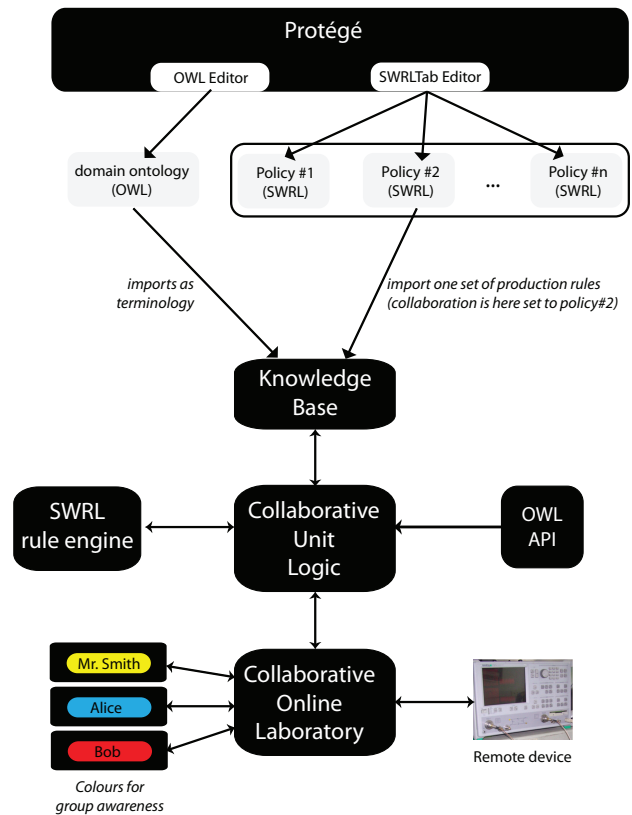 Protégé
OWL Editor
SWRLTab Editor
domain ontology
(OWL)
Policy #1
(SWRL)
Policy #2
(SWRL)
...
Policy #n
(SWRL)
imports as
terminology
import one set of production rules
(collaboration is here set to policy#2)
Knowledge
Base
SWRL
rule engine
Collaborative
Unit
Logic
OWL
API
Mr. Smith
Alice
Bob
Colours for
group awareness
Collaborative
Online
Laboratory
Remote device